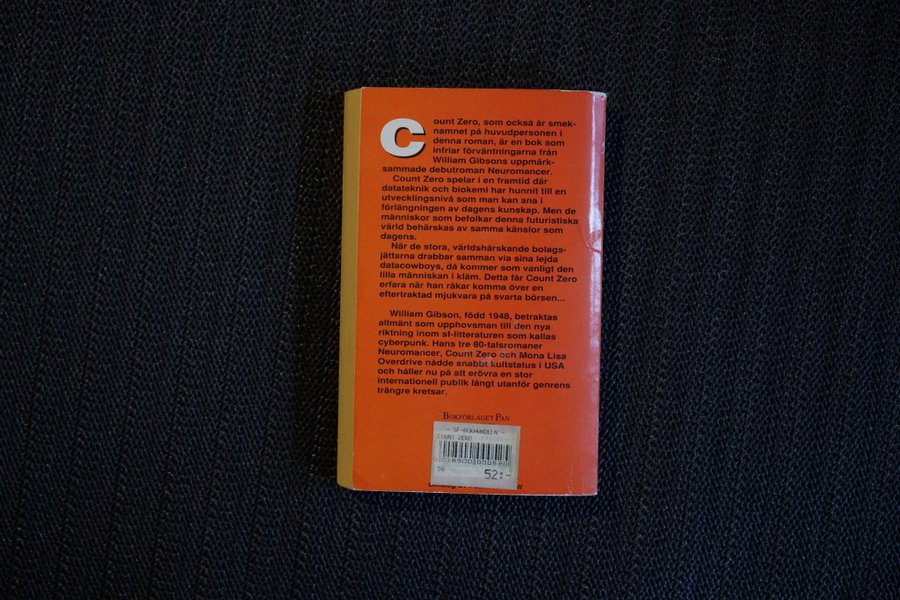 Count Zero, som också är smek-
namnet på huvudpersonen i
denna roman, är en bok som
infriar förväntningarna från
William Gibsons uppmärk-
sammade debutroman Neuromancer.
Count Zero spelar i en framtid där
datateknik och biokemi har hunnit till en
utvecklingsnivå som man kan ana i
förlängningen av dagens kunskap. Men de
människor som befolkar denna futuristiska
värld behärskas av samma känslor som
dagens.
När de stora, världshärskande bolags-
jättarna drabbar samman via sina lejda
datacowboys, då kommer som vanligt den
lilla människan i kläm. Detta får Count Zero
erfara när han råkar komma över en
eftertraktad mjukvara på svarta börsen...
William Gibson, född 1948, betraktas
allmänt som upphovsman till den nya
riktning inom sf-litteraturen som kallas
cyberpunk. Hans tre 80-talsromaner
Neuromancer, Count Zero och Mona Lisa
Overdrive nådde snabbt kultstatus i USA
och håller nu på att erövra en stor
internationell publik långt utanför genrens
trängre kretsar.
BOKFÖRLAGET PAN
- SF-BOKHANDELN -
COUNT ZERO
56
52:-